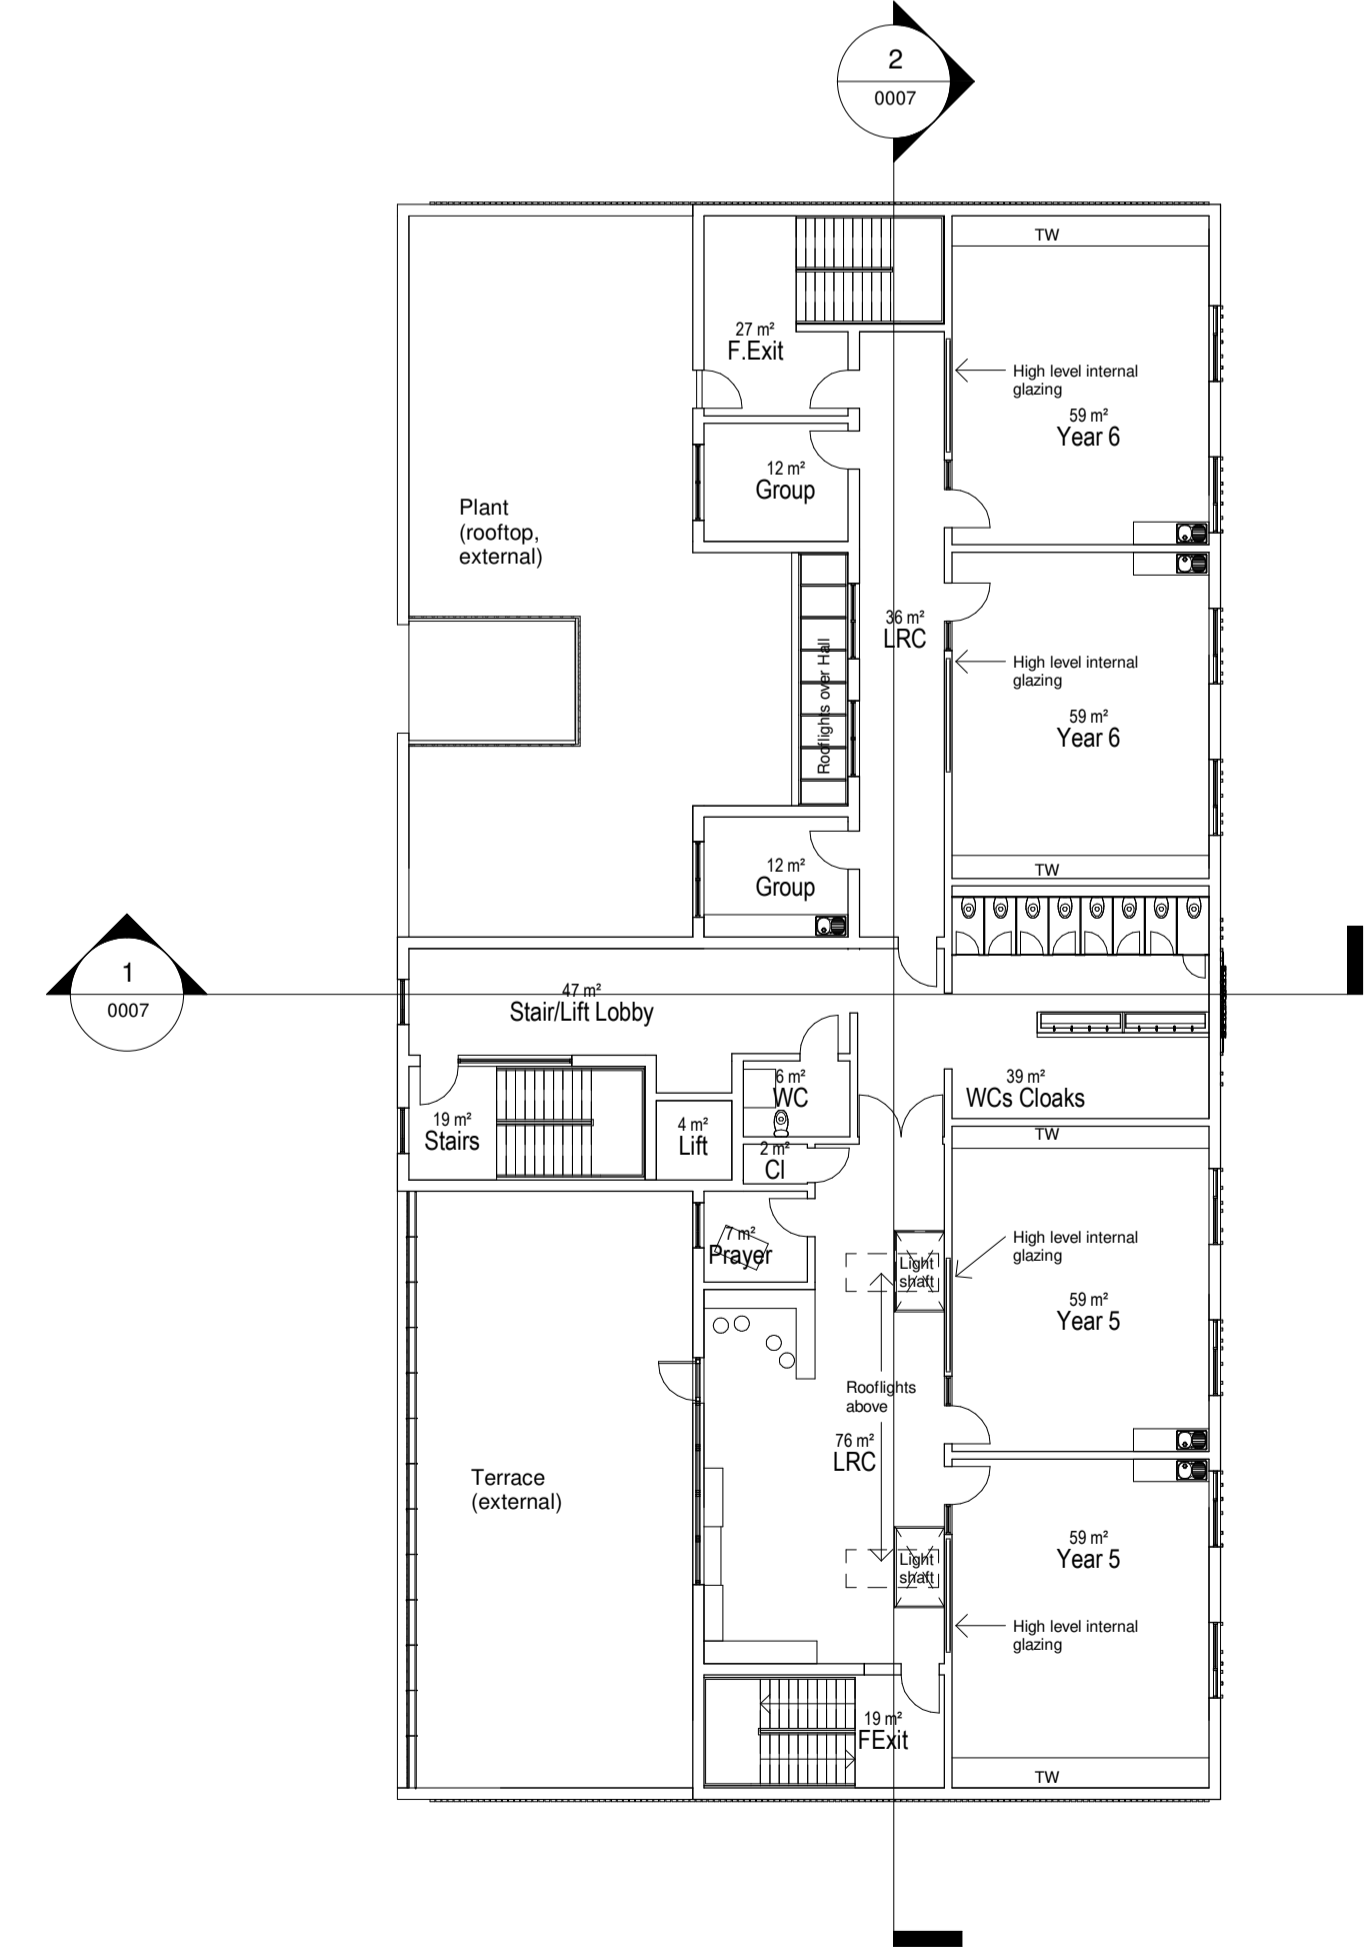 2
0007
TW
27 m²
F.Exit
High level internal
glazing
59 m²
Year 6
12 m²
Group
Plant
(rooftop,
external)
36 m²
LRC
Rooflights over Hall
High level internal
glazing
59 m²
Year 6
12 m²
Group
TW
1
0007
47 m²
Stair/Lift Lobby
6 m²
WC
39 m²
WCs Cloaks
19 m²
Stairs
4 m²
Lift
2 m²
Cl
TW
7 m²
Prayer
Light
shaft
High level internal
glazing
59 m²
Year 5
Rooflights
above
76 m²
LRC
Terrace
(external)
Light
shaft
59 m²
Year 5
High level internal
glazing
19 m²
FExit
TW